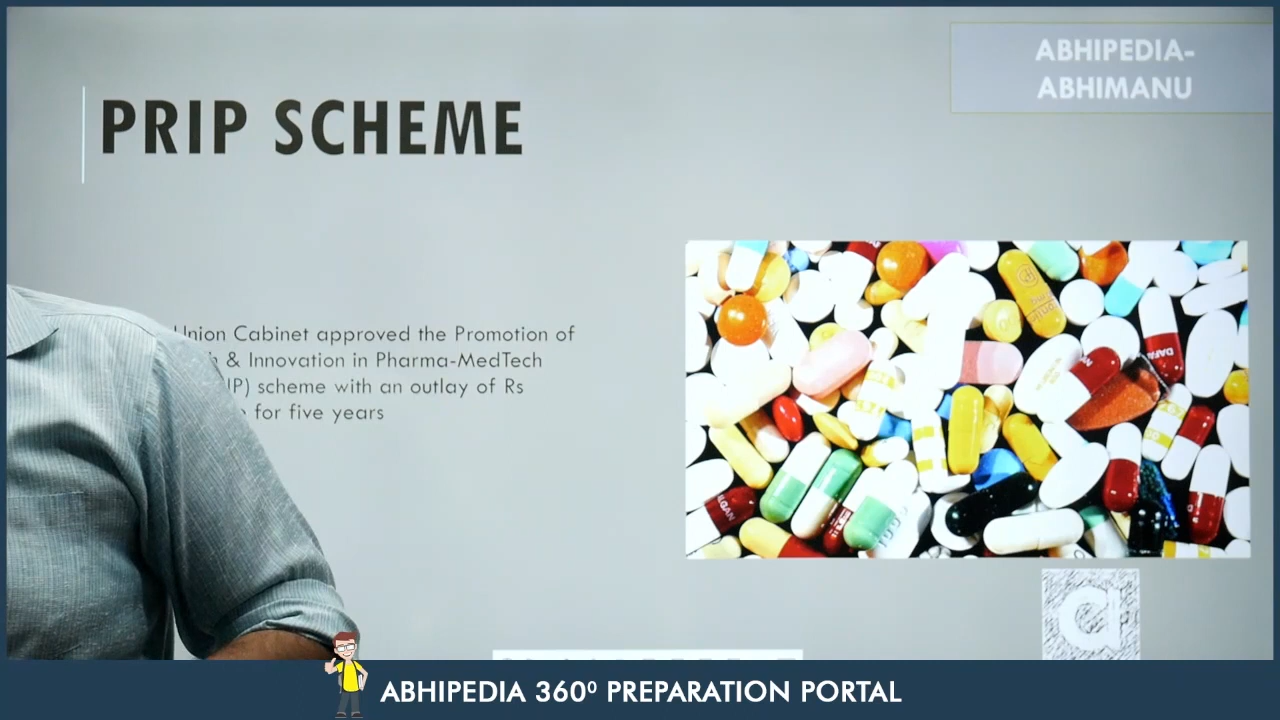 ABHIPEDIA-
ABHIMANU
PRIP SCHEME
Union Cabinet approved the Promotion of
& Innovation in Pharma-MedTech
scheme with an outlay of Rs
for five years
DAFA
ABHIPEDIA 360⁰ PREPARATION PORTAL